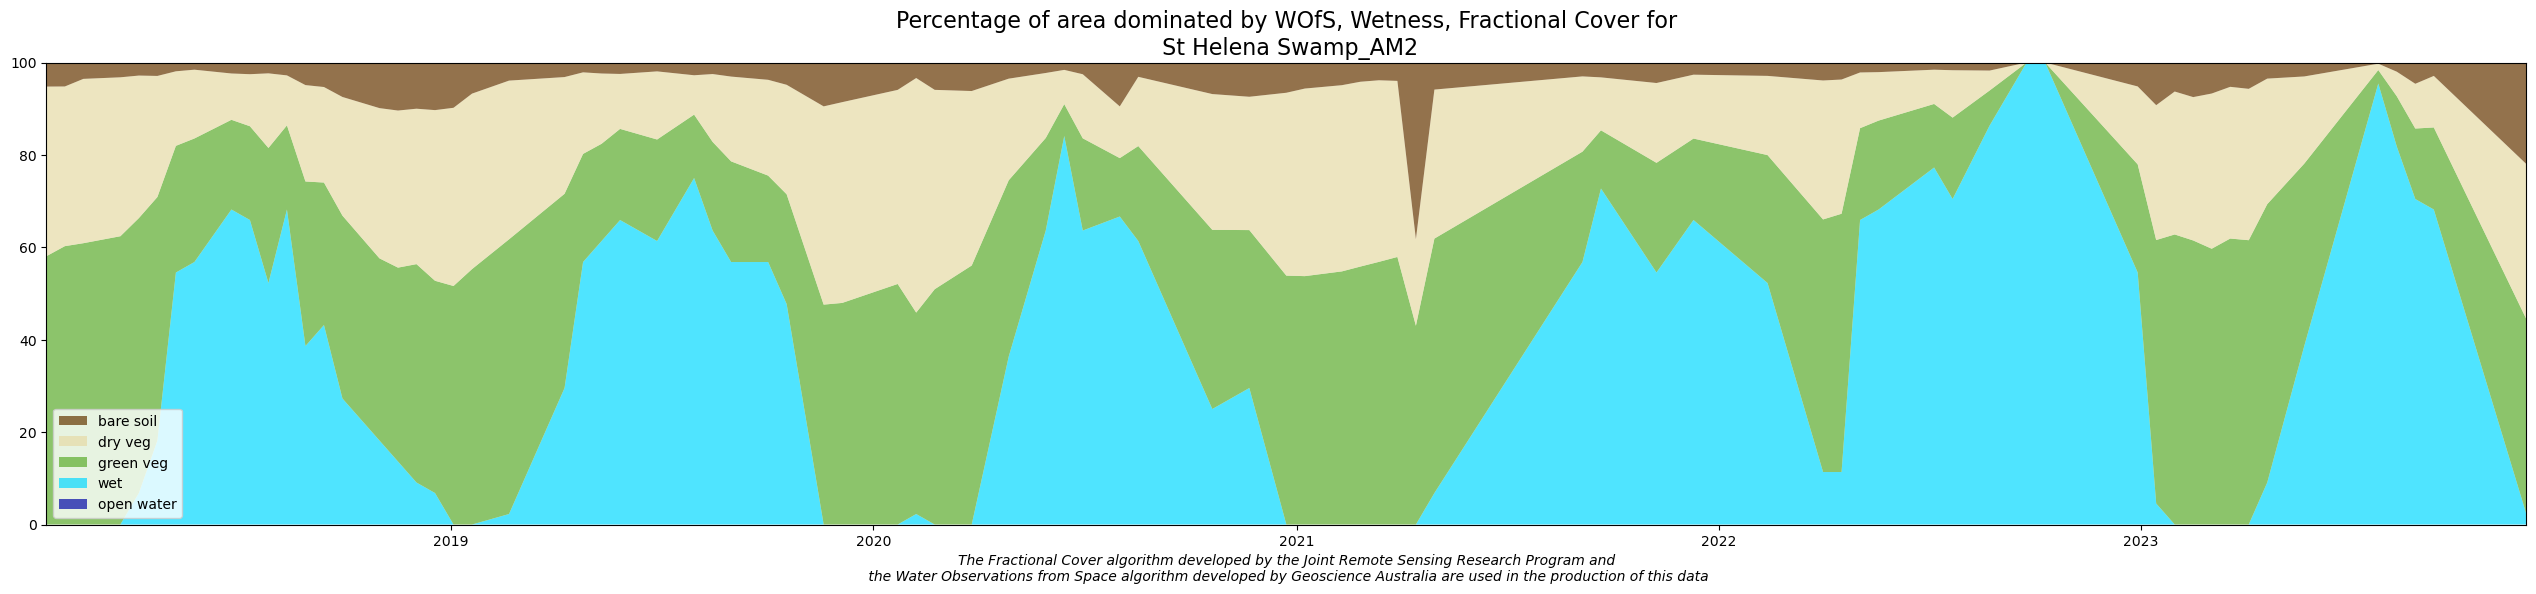 Percentage of area dominated by WOfS, Wetness, Fractional Cover for
St Helena Swamp_AM2
100
80
60
40
20
0
bare soil
dry veg
green veg
wet
open water
2019
2020
2021
2022
2023
The Fractional Cover algorithm developed by the Joint Remote Sensing Research Program and
the Water Observations from Space algorithm developed by Geoscience Australia are used in the production of this data